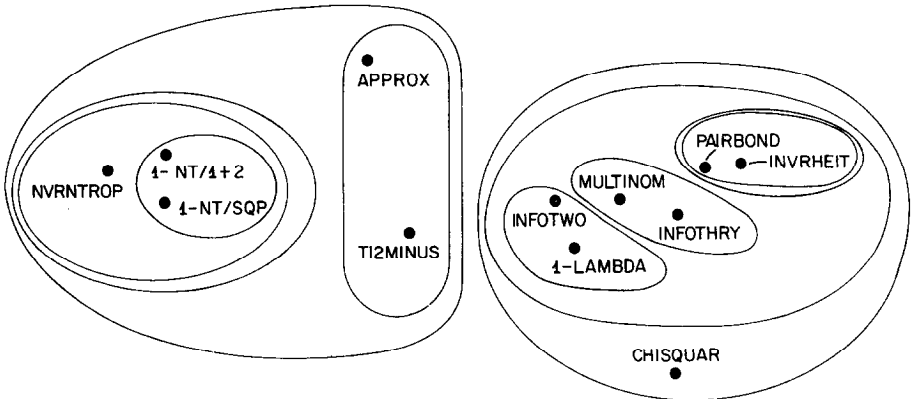 APPROX
PAIRBOND
INVRHEIT
1-NT/1+2
NVRNTROP
MULTINOM
1-NT/SQP
INFOTWO
INFOTHRY
TI2MINUS
1-LAMBDA
CHISQUAR